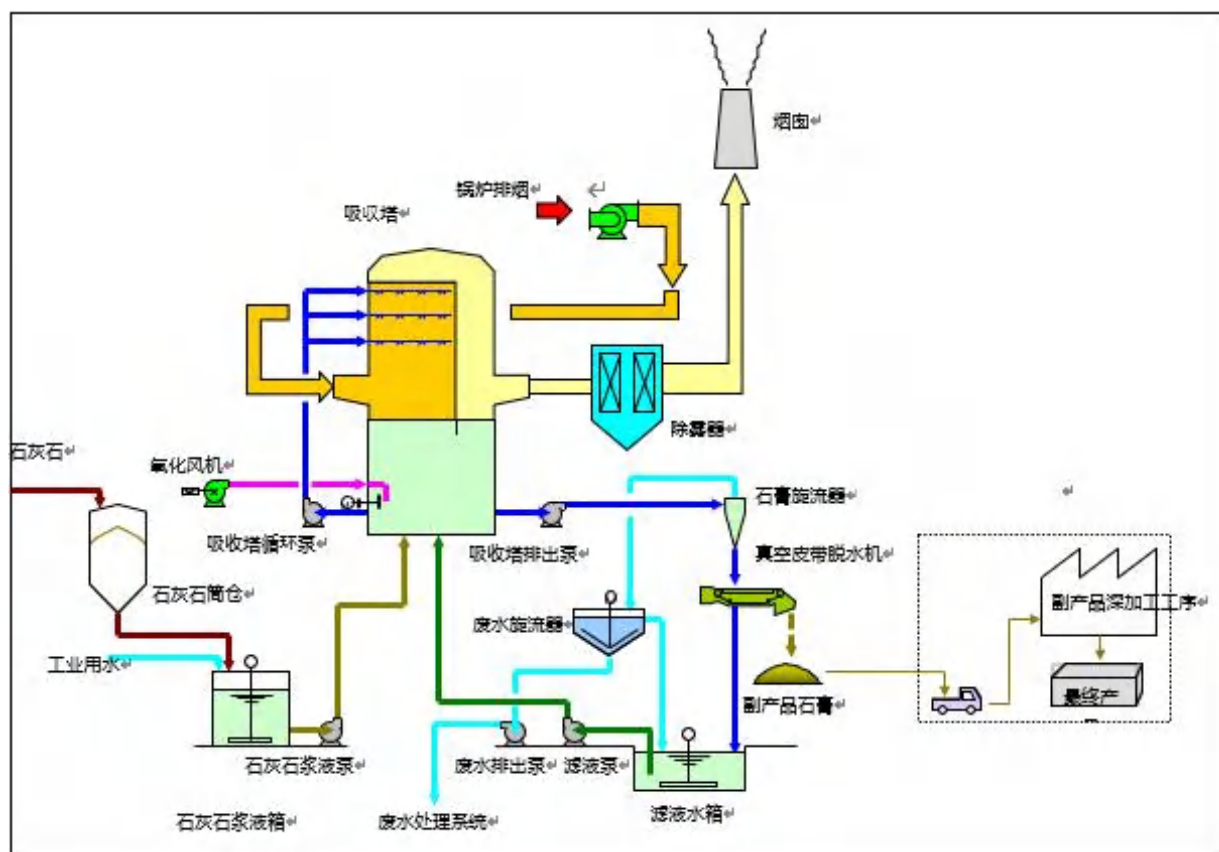 烟囱
锅炉排烟
吸收塔
除雾器
石灰石
氧化风机
石膏旋流器
吸收塔循环泵
吸收塔排出泵
真空皮带脱水机
石灰石筒仓
副产品深加工工序
废水旋流器
工业用水
最终产
副产品石膏
石灰石浆液泵
废水排出泵
滤液泵
滤液水箱
石灰石浆液箱
废水处理系统